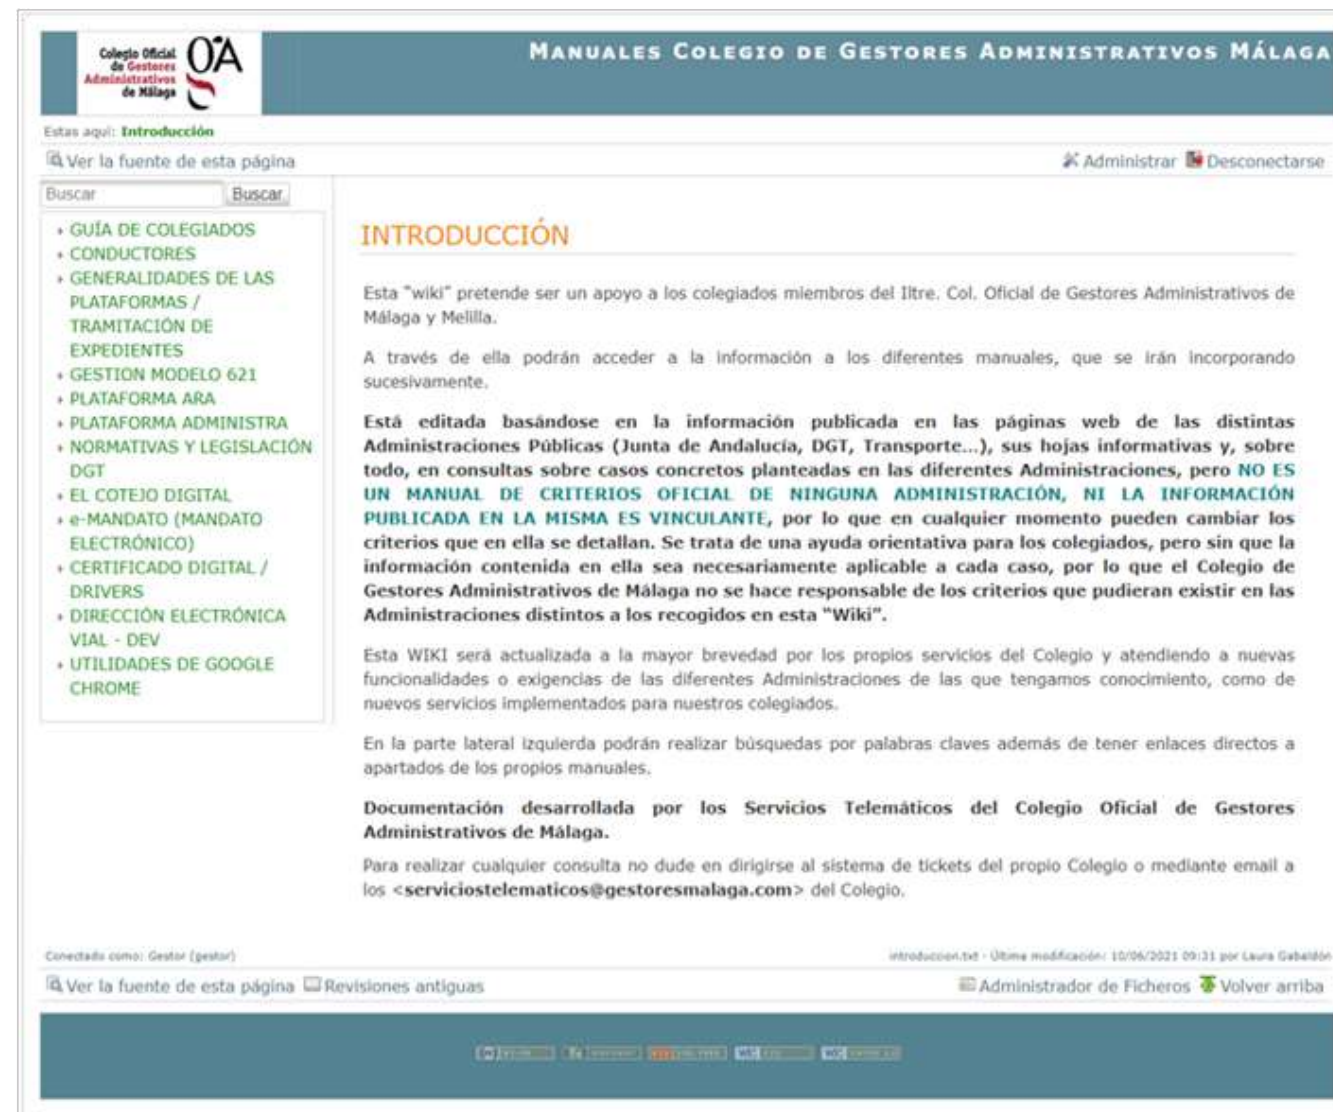 Colegio Oficial
de Gestores
Administrativos
de Málaga
MANUALES COLEGIO DE GESTORES ADMINISTRATIVOS MÁLAGA
Estas aquí: Introducción
Ver la fuente de esta página
Administrar Desconectarse
Buscar Buscar
GUÍA DE COLEGIADOS
CONDUCTORES
GENERALIDADES DE LAS
PLATAFORMAS /
TRAMITACIÓN DE
EXPEDIENTES
GESTION MODELO 621
PLATAFORMA ARA
PLATAFORMA ADMINISTRA
NORMATIVAS Y LEGISLACIÓN
DGT
EL COTEJO DIGITAL
e-MANDATO (MANDATO
ELECTRÓNICO)
CERTIFICADO DIGITAL /
DRIVERS
DIRECCIÓN ELECTRÓNICA
VIAL - DEV
UTILIDADES DE GOOGLE
CHROME
INTRODUCCIÓN
Esta "wiki" pretende ser un apoyo a los colegiados miembros del Iltre. Col. Oficial de Gestores Administrativos de
Málaga y Melilla.
A través de ella podrán acceder a la información a los diferentes manuales, que se irán incorporando
sucesivamente.
Está editada basándose en la información publicada en las páginas web de las distintas
Administraciones Públicas (Junta de Andalucía, DGT, Transporte...), sus hojas informativas y, sobre
todo, en consultas sobre casos concretos planteadas en las diferentes Administraciones, pero NO ES
UN MANUAL DE CRITERIOS OFICIAL DE NINGUNA ADMINISTRACIÓN, NI LA INFORMACIÓN
PUBLICADA EN LA MISMA ES VINCULANTE, por lo que en cualquier momento pueden cambiar los
criterios que en ella se detallan. Se trata de una ayuda orientativa para los colegiados, pero sin que la
información contenida en ella sea necesariamente aplicable a cada caso, por lo que el Colegio de
Gestores Administrativos de Málaga no se hace responsable de los criterios que pudieran existir en las
Administraciones distintos a los recogidos en esta "Wiki".
Esta WIKI será actualizada a la mayor brevedad por los propios servicios del Colegio y atendiendo a nuevas
funcionalidades o exigencias de las diferentes Administraciones de las que tengamos conocimiento, como de
nuevos servicios implementados para nuestros colegiados.
En la parte lateral izquierda podrán realizar búsquedas por palabras claves además de tener enlaces directos a
apartados de los propios manuales.
Documentación desarrollada por los Servicios Telemáticos del Colegio Oficial de Gestores
Administrativos de Málaga.
Para realizar cualquier consulta no dude en dirigirse al sistema de tickets del propio Colegio o mediante email a
los <serviciostelematicos@gestoresmalaga.com> del Colegio.
Conectado como: Gestor (gestor)
introduccion.txt · Última modificación: 10/06/2021 09:31 por Laura Gabaldón
Ver la fuente de esta página Revisiones antiguas
Administrador de Ficheros Volver arriba